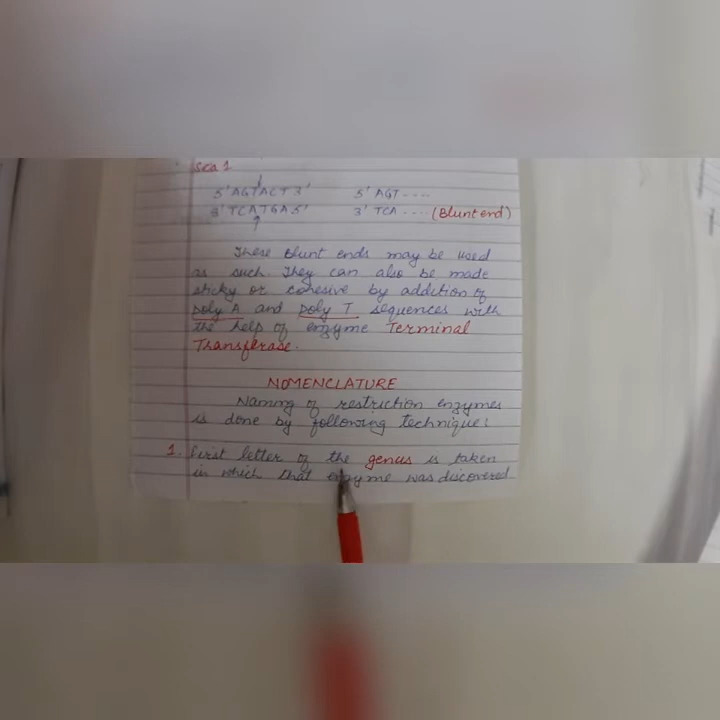 Sca 1
5' AGTACT 3' 5' AGT ----
3' TCATGA 5' 3' TCA ---- (Blunt end)
These Blunt ends may be used
as such. They can also be made
sticky or cohesive by addition of
poly A and poly T sequences with
the help of enzyme Terminal
Transferase.
NOMENCLATURE
Naming of restriction enzymes
is done by following technique:
1. First letter of the genus is taken
in which that enzyme was discovered